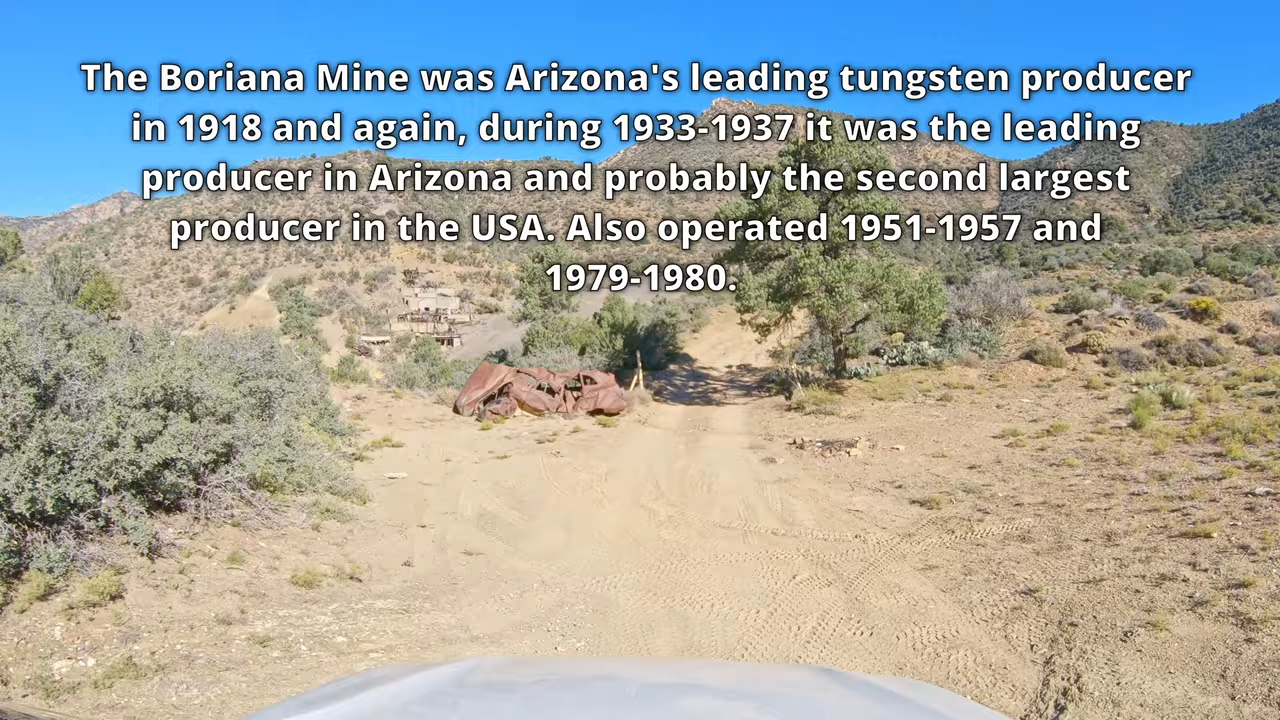 The Boriana Mine was Arizona's leading tungsten producer
in 1918 and again, during 1933-1937 it was the leading
producer in Arizona and probably the second largest
producer in the USA. Also operated 1951-1957 and
1979-1980.